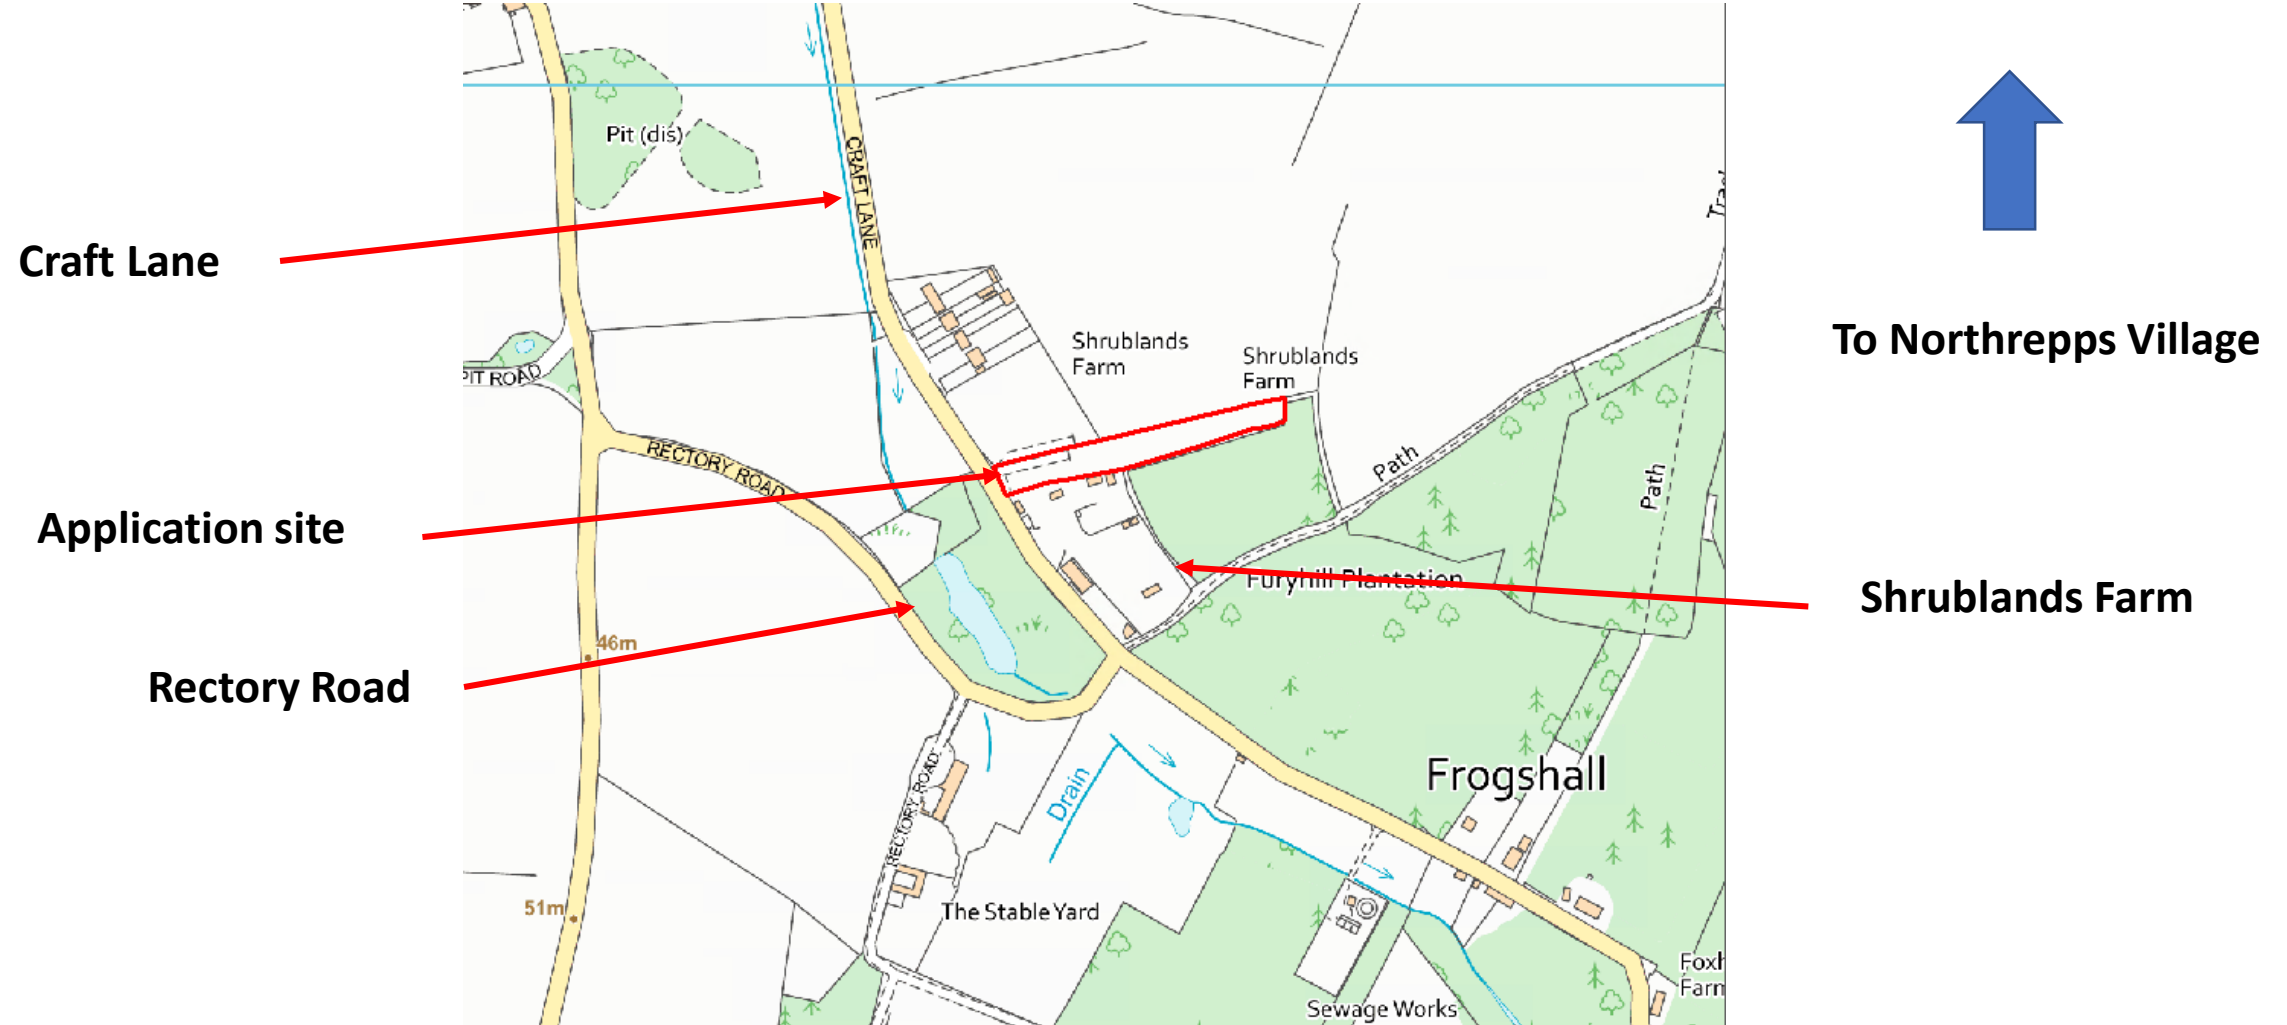 Pit (dis)
CRAFT LANE
Craft Lane
Shrublands
Farm
Shrublands
Farm
To Northrepps Village
PIT ROAD
RECTORY ROAD
Path
Path
Application site
Furyhill Plantation
Shrublands Farm
46m
Rectory Road
RECTORY ROAD
Drain
Frogshall
51m
The Stable Yard
Sewage Works
Farm